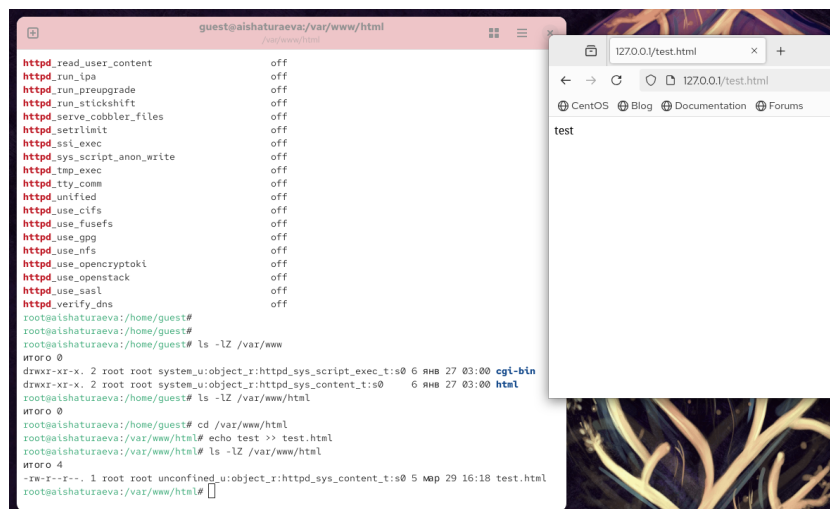 guest@aishaturaeva:/var/www/html
/var/www/html
httpd_read_user_content off
httpd_run_ipa off
httpd_run_preupgrade off
httpd_run_stickshift off
httpd_serve_cobbler_files off
httpd_setrlimit off
httpd_ssi_exec off
httpd_sys_script_anon_write off
httpd_tmp_exec off
httpd_tty_comm off
httpd_unified off
httpd_use_cifs off
httpd_use_fusefs off
httpd_use_gpg off
httpd_use_nfs off
httpd_use_opencryptoki off
httpd_use_openstack off
httpd_use_sasl off
httpd_verify_dns off
root@aishaturaeva:/home/guest#
root@aishaturaeva:/home/guest#
root@aishaturaeva:/home/guest# ls -lZ /var/www
итого 0
drwxr-xr-x. 2 root root system_u:object_r:httpd_sys_script_exec_t:s0 6 янв 27 03:00 cgi-bin
drwxr-xr-x. 2 root root system_u:object_r:httpd_sys_content_t:s0 6 янв 27 03:00 html
root@aishaturaeva:/home/guest# ls -lZ /var/www/html
итого 0
root@aishaturaeva:/home/guest# cd /var/www/html
root@aishaturaeva:/var/www/html# echo test >> test.html
root@aishaturaeva:/var/www/html# ls -lZ /var/www/html
итого 4
-rw-r--r--. 1 root root unconfined_u:object_r:httpd_sys_content_t:s0 5 мар 29 16:18 test.html
root@aishaturaeva:/var/www/html#
127.0.0.1/test.html
127.0.0.1/test.html
CentOS Blog Documentation Forums
test